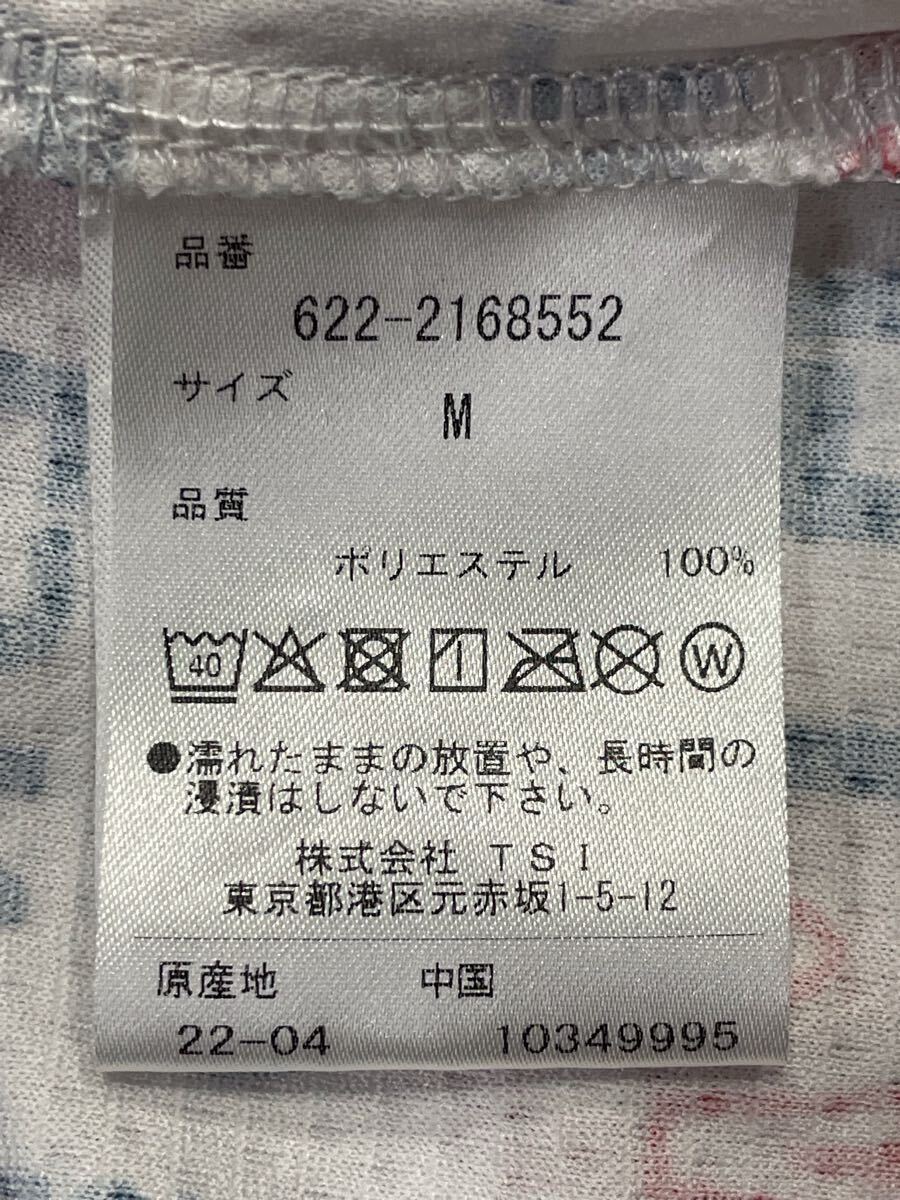 品番
622-2168552
サイズ
M
品質
ポリエステル 100%
40
W
●濡れたままの放置や、長時間の
浸漬はしないで下さい。
株式会社 TSI
東京都港区元赤坂1-5-12
原産地 中国
22-04 10349995